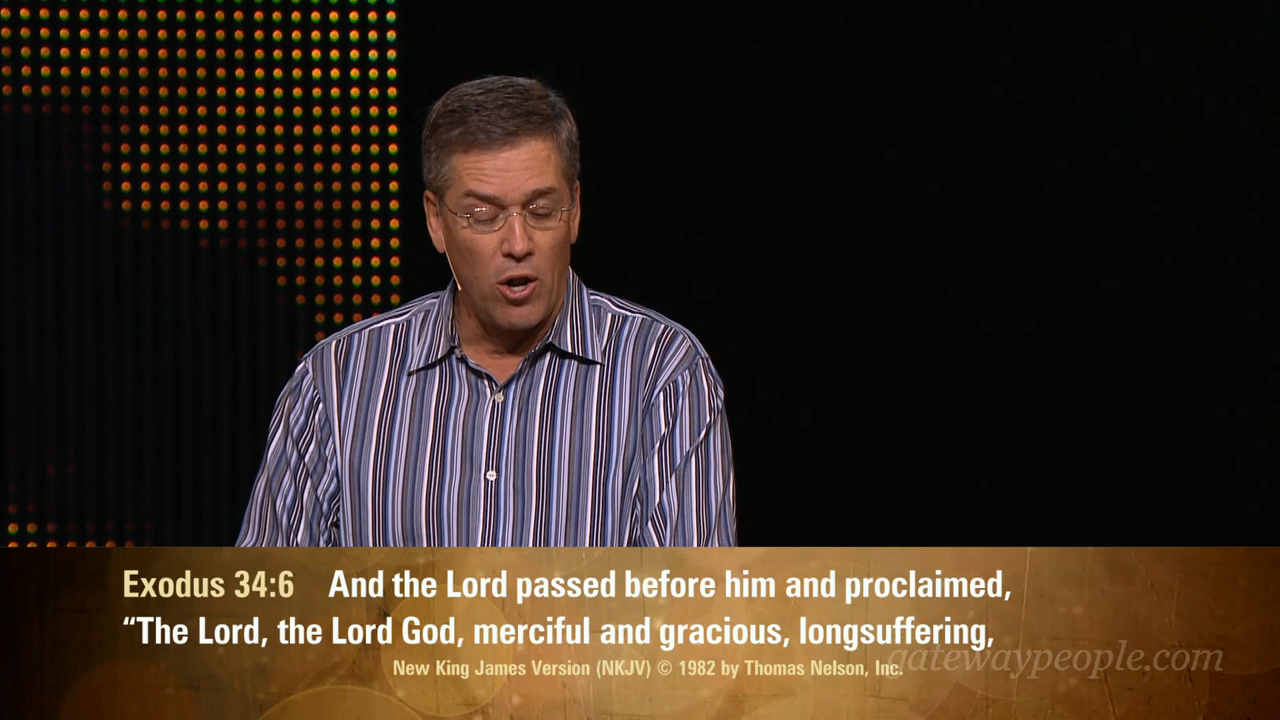 Exodus 34:6 And the Lord passed before him and proclaimed,
“The Lord, the Lord God, merciful and gracious, longsuffering,
New King James Version (NKJV) © 1982 by Thomas Nelson, Inc.
gatewaypeople.com